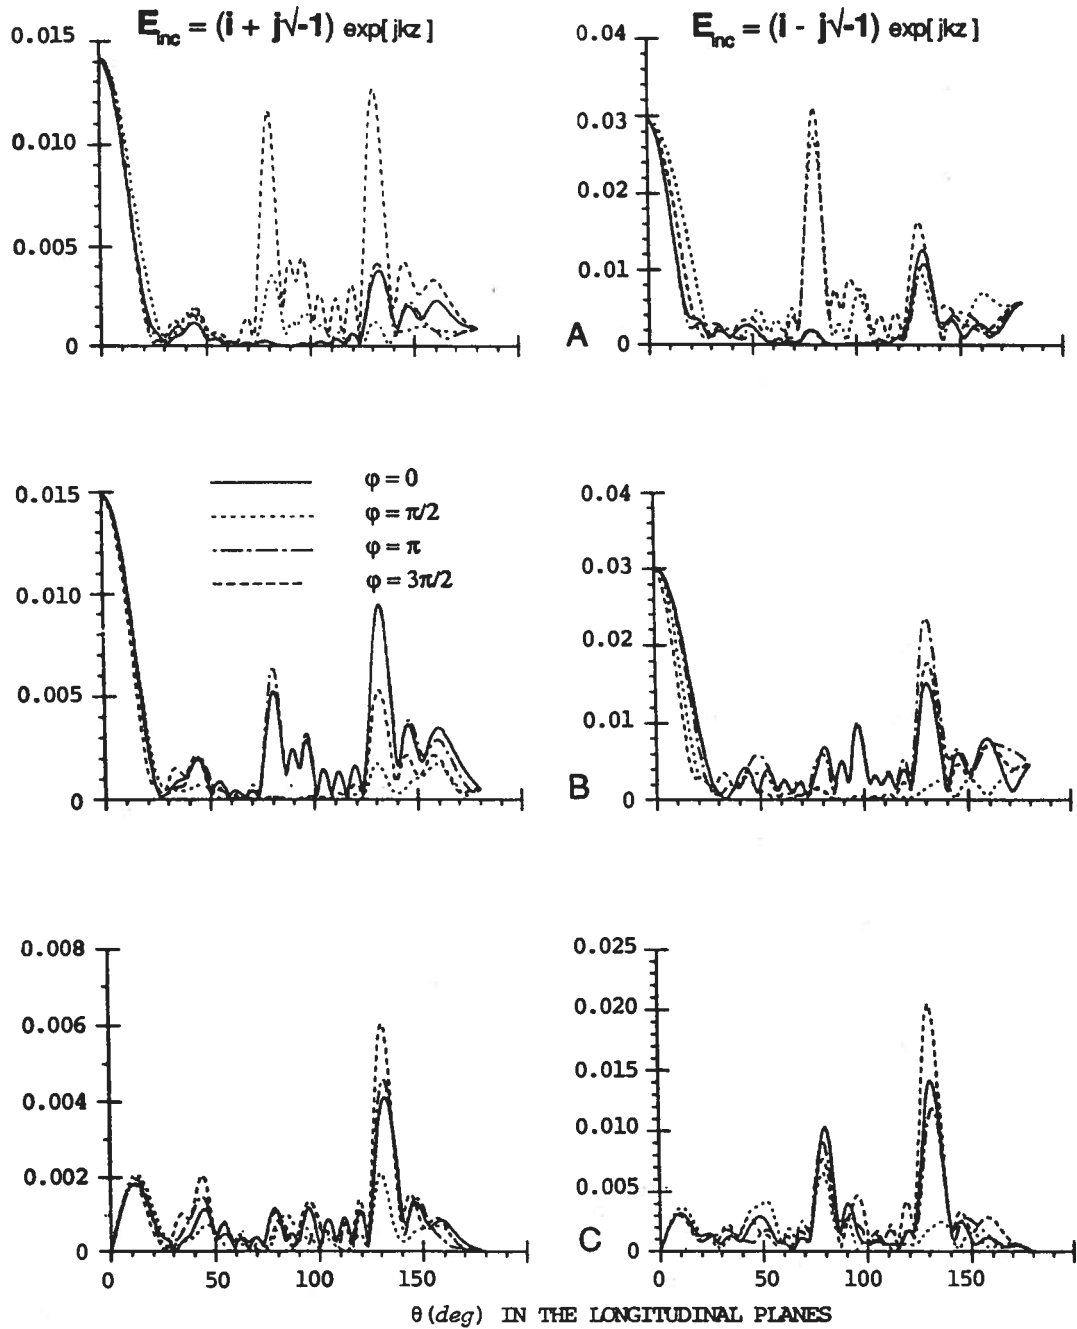 E_inc = (i + j√-1) exp[jkz]
E_inc = (i - j√-1) exp[jkz]
0.015
0.010
0.005
0
0.04
0.03
0.02
0.01
0
A
0.015
0.010
0.005
0
φ = 0
φ = π/2
φ = π
φ = 3π/2
0.04
0.03
0.02
0.01
0
B
0.008
0.006
0.004
0.002
0
0 50 100 150
0.025
0.020
0.015
0.010
0.005
0
C
0 50 100 150
θ (deg) IN THE LONGITUDINAL PLANES